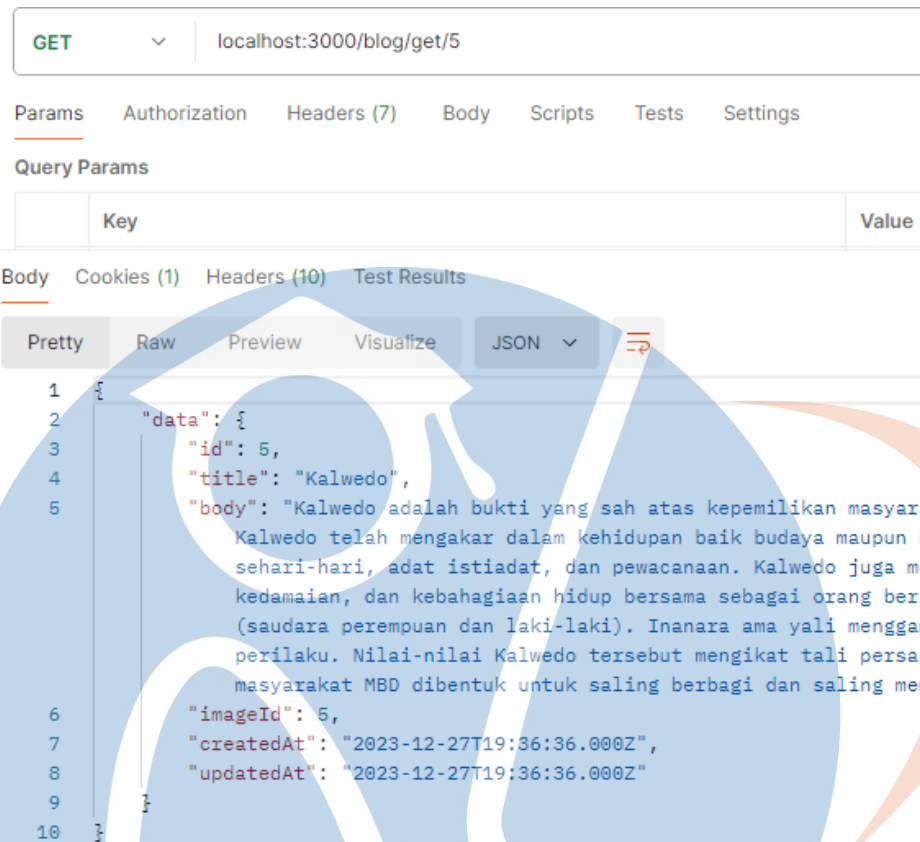 GET localhost:3000/blog/get/5
Params Authorization Headers (7) Body Scripts Tests Settings
Query Params
Key Value
Body Cookies (1) Headers (10) Test Results
Pretty Raw Preview Visualize JSON
1 {
2 "data": {
3 "id": 5,
4 "title": "Kalwedo",
5 "body": "Kalwedo adalah bukti yang sah atas kepemilikan
Kalwedo telah mengakar dalam kehidupan baik budaya maupun
sehari-hari, adat istiadat, dan pewacanaan. Kalwedo juga
kedamaian, dan kebahagiaan hidup bersama sebagai orang
(saudara perempuan dan laki-laki). Inanara ama yali
perilaku. Nilai-nilai Kalwedo tersebut mengikat tali
masyarakat MBD dibentuk untuk saling berbagi dan saling
6 "imageId": 5,
7 "createdAt": "2023-12-27T19:36:36.000Z",
8 "updatedAt": "2023-12-27T19:36:36.000Z"
9 }
10 }